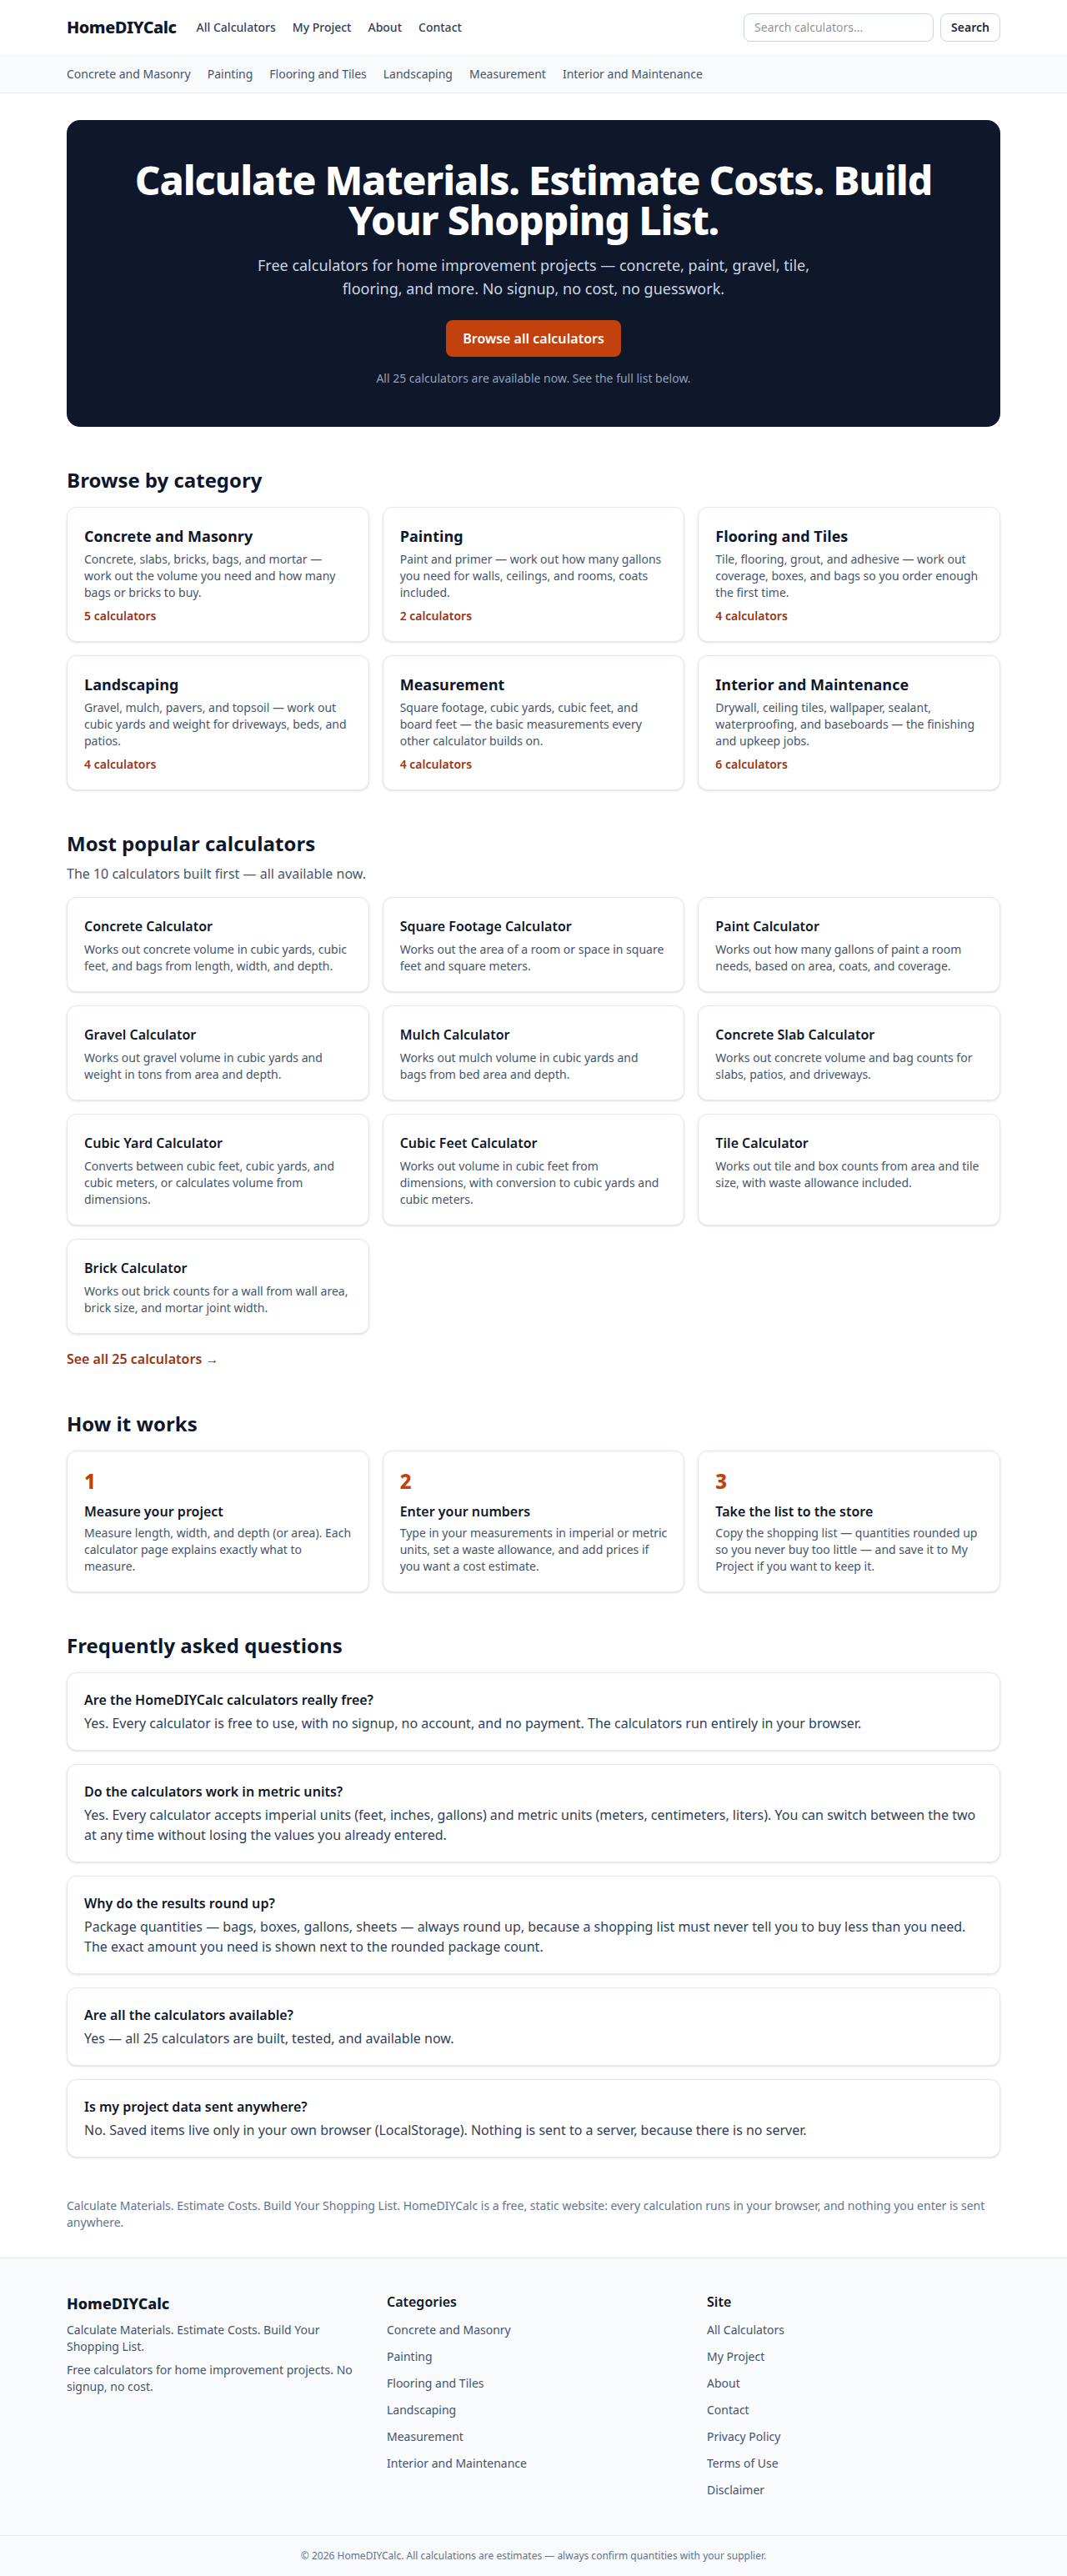 HomeDIYCalc All Calculators My Project About Contact Search calculators... Search
Concrete and Masonry Painting Flooring and Tiles Landscaping Measurement Interior and Maintenance
Calculate Materials. Estimate Costs. Build
Your Shopping List.
Free calculators for home improvement projects — concrete, paint, gravel, tile,
flooring, and more. No signup, no cost, no guesswork.
Browse all calculators
All 25 calculators are available now. See the full list below.
Browse by category
Concrete and Masonry
Concrete, slabs, bricks, bags, and mortar —
work out the volume you need and how many
bags or bricks to buy.
5 calculators
Painting
Paint and primer — work out how many gallons
you need for walls, ceilings, and rooms, coats
included.
2 calculators
Flooring and Tiles
Tile, flooring, grout, and adhesive — work out
coverage, boxes, and bags so you order enough
the first time.
4 calculators
Landscaping
Gravel, mulch, pavers, and topsoil — work out
cubic yards and weight for driveways, beds, and
patios.
4 calculators
Measurement
Square footage, cubic yards, cubic feet, and
board feet — the basic measurements every
other calculator builds on.
4 calculators
Interior and Maintenance
Drywall, ceiling tiles, wallpaper, sealant,
waterproofing, and baseboards — the finishing
and upkeep jobs.
6 calculators
Most popular calculators
The 10 calculators built first — all available now.
Concrete Calculator
Works out concrete volume in cubic yards, cubic
feet, and bags from length, width, and depth.
Square Footage Calculator
Works out the area of a room or space in square
feet and square meters.
Paint Calculator
Works out how many gallons of paint a room
needs, based on area, coats, and coverage.
Gravel Calculator
Works out gravel volume in cubic yards and
weight in tons from area and depth.
Mulch Calculator
Works out mulch volume in cubic yards and
bags from bed area and depth.
Concrete Slab Calculator
Works out concrete volume and bag counts for
slabs, patios, and driveways.
Cubic Yard Calculator
Converts between cubic feet, cubic yards, and
cubic meters, or calculates volume from
dimensions.
Cubic Feet Calculator
Works out volume in cubic feet from
dimensions, with conversion to cubic yards and
cubic meters.
Tile Calculator
Works out tile and box counts from area and tile
size, with waste allowance included.
Brick Calculator
Works out brick counts for a wall from wall area,
brick size, and mortar joint width.
See all 25 calculators →
How it works
1
Measure your project
Measure length, width, and depth (or area). Each
calculator page explains exactly what to
measure.
2
Enter your numbers
Type in your measurements in imperial or metric
units, set a waste allowance, and add prices if
you want a cost estimate.
3
Take the list to the store
Copy the shopping list — quantities rounded up
so you never buy too little — and save it to My
Project if you want to keep it.
Frequently asked questions
Are the HomeDIYCalc calculators really free?
Yes. Every calculator is free to use, with no signup, no account, and no payment. The calculators run entirely in your browser.
Do the calculators work in metric units?
Yes. Every calculator accepts imperial units (feet, inches, gallons) and metric units (meters, centimeters, liters). You can switch between the two
at any time without losing the values you already entered.
Why do the results round up?
Package quantities — bags, boxes, gallons, sheets — always round up, because a shopping list must never tell you to buy less than you need.
The exact amount you need is shown next to the rounded package count.
Are all the calculators available?
Yes — all 25 calculators are built, tested, and available now.
Is my project data sent anywhere?
No. Saved items live only in your own browser (LocalStorage). Nothing is sent to a server, because there is no server.
Calculate Materials. Estimate Costs. Build Your Shopping List. HomeDIYCalc is a free, static website: every calculation runs in your browser, and nothing you enter is sent
anywhere.
HomeDIYCalc
Calculate Materials. Estimate Costs. Build Your
Shopping List.
Free calculators for home improvement projects. No
signup, no cost.
Categories
Concrete and Masonry
Painting
Flooring and Tiles
Landscaping
Measurement
Interior and Maintenance
Site
All Calculators
My Project
About
Contact
Privacy Policy
Terms of Use
Disclaimer
© 2026 HomeDIYCalc. All calculations are estimates — always confirm quantities with your supplier.